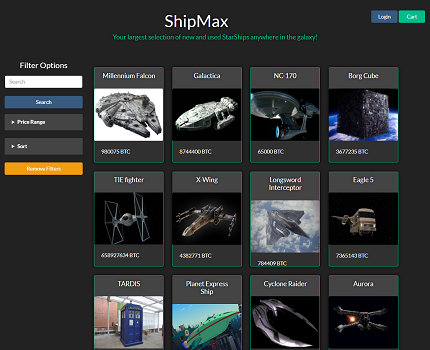 ShipMax
Login
Cart
Your largest selection of new and used StarShips anywhere in the galaxy!
Filter Options
Search
Search
Price Range
Sort
Remove Filters
Millennium Falcon
980075 BTC
Galactica
8744400 BTC
NC-170
65000 BTC
Borg Cube
3677235 BTC
TIE fighter
658927634 BTC
X-Wing
4382771 BTC
Longsword
Interceptor
784409 BTC
Eagle 5
7365143 BTC
TARDIS
Planet Express
Ship
Cyclone Raider
Aurora